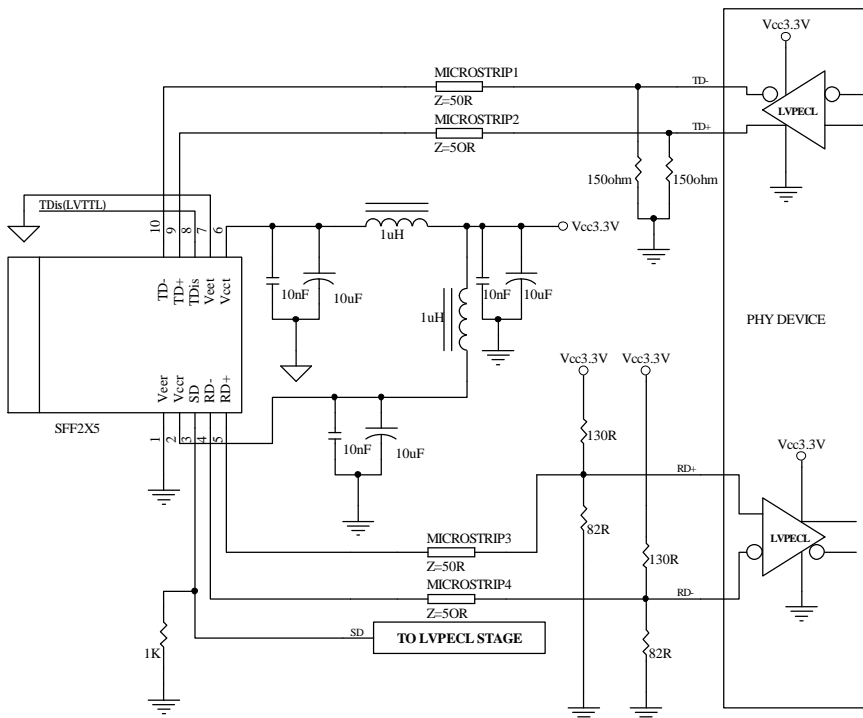 Vcc3.3V
MICROSTRIP1
TD-
Z=50R
LVPECL
MICROSTRIP2
TD+
Z=5OR
150ohm
150ohm
TDis(LVTTL)
10
9
8
7
6
1uH
Vcc3.3V
TD-
TD+
TDis
Veet
Vcct
10nF
10uF
10nF
10uF
1uH
PHY DEVICE
Veer
Vccr
SD
RD-
RD+
Vcc3.3V
Vcc3.3V
SFF2X5
1
2
3
4
5
10nF
10uF
130R
Vcc3.3V
RD+
MICROSTRIP3
Z=50R
82R
LVPECL
130R
MICROSTRIP4
Z=5OR
RD-
SD
TO LVPECL STAGE
1K
82R